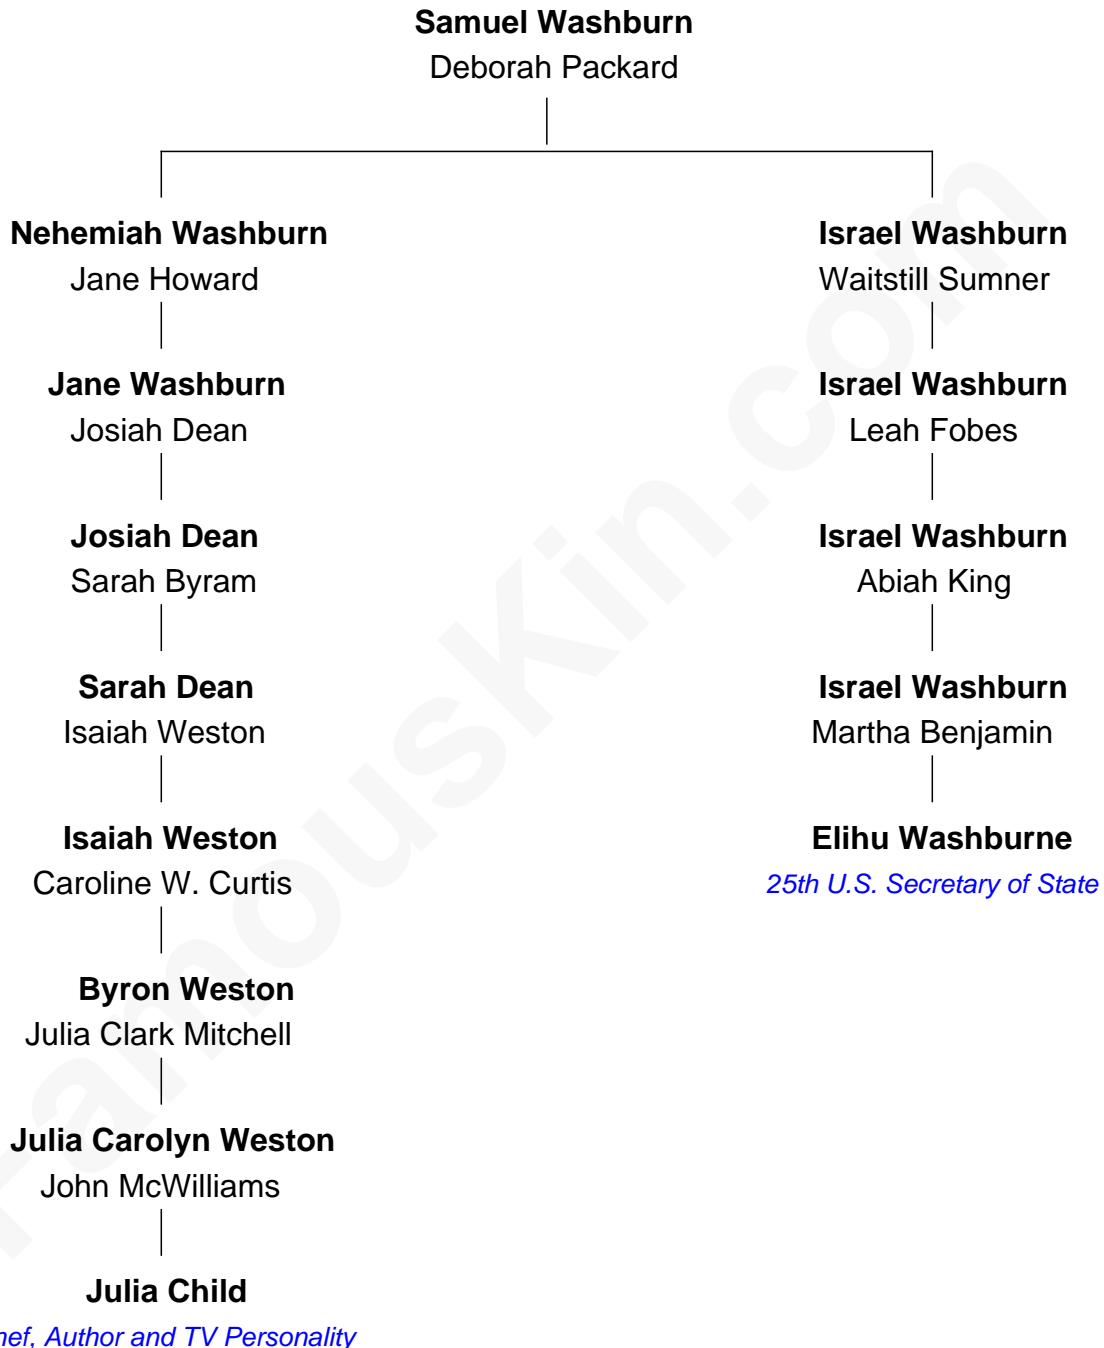 Samuel Washburn
Deborah Packard
Nehemiah Washburn
Jane Howard
Israel Washburn
Waitstill Sumner
Jane Washburn
Josiah Dean
Israel Washburn
Leah Fobes
Josiah Dean
Sarah Byram
Israel Washburn
Abiah King
Sarah Dean
Isaiah Weston
Israel Washburn
Martha Benjamin
Isaiah Weston
Caroline W. Curtis
Elihu Washburne
25th U.S. Secretary of State
Byron Weston
Julia Clark Mitchell
Julia Carolyn Weston
John McWilliams
Julia Child
nef, Author and TV Personality
FamousKin.com